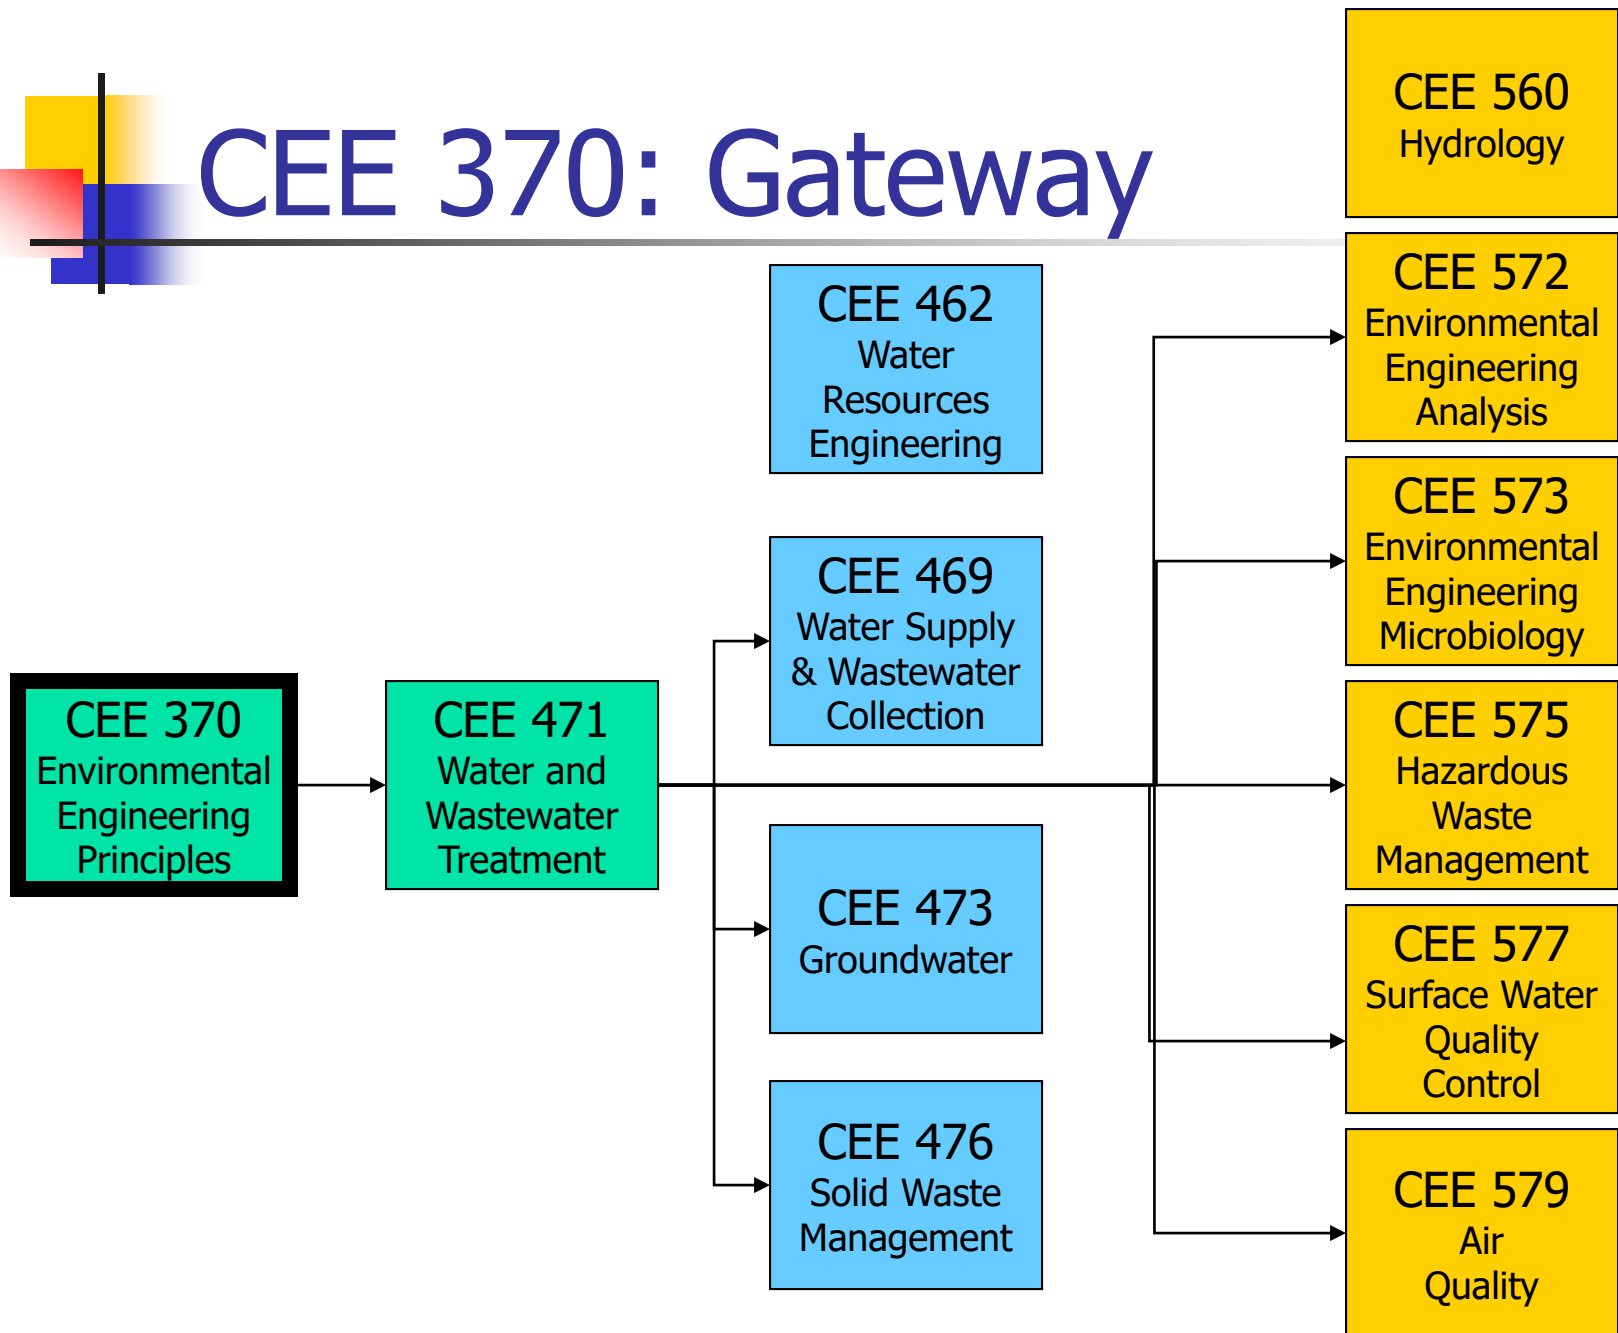 CEE 370: Gateway
CEE 370
Environmental
Engineering
Principles
CEE 471
Water and
Wastewater
Treatment
CEE 462
Water
Resources
Engineering
CEE 469
Water Supply
& Wastewater
Collection
CEE 473
Groundwater
CEE 476
Solid Waste
Management
CEE 560
Hydrology
CEE 572
Environmental
Engineering
Analysis
CEE 573
Environmental
Engineering
Microbiology
CEE 575
Hazardous
Waste
Management
CEE 577
Surface Water
Quality
Control
CEE 579
Air
Quality